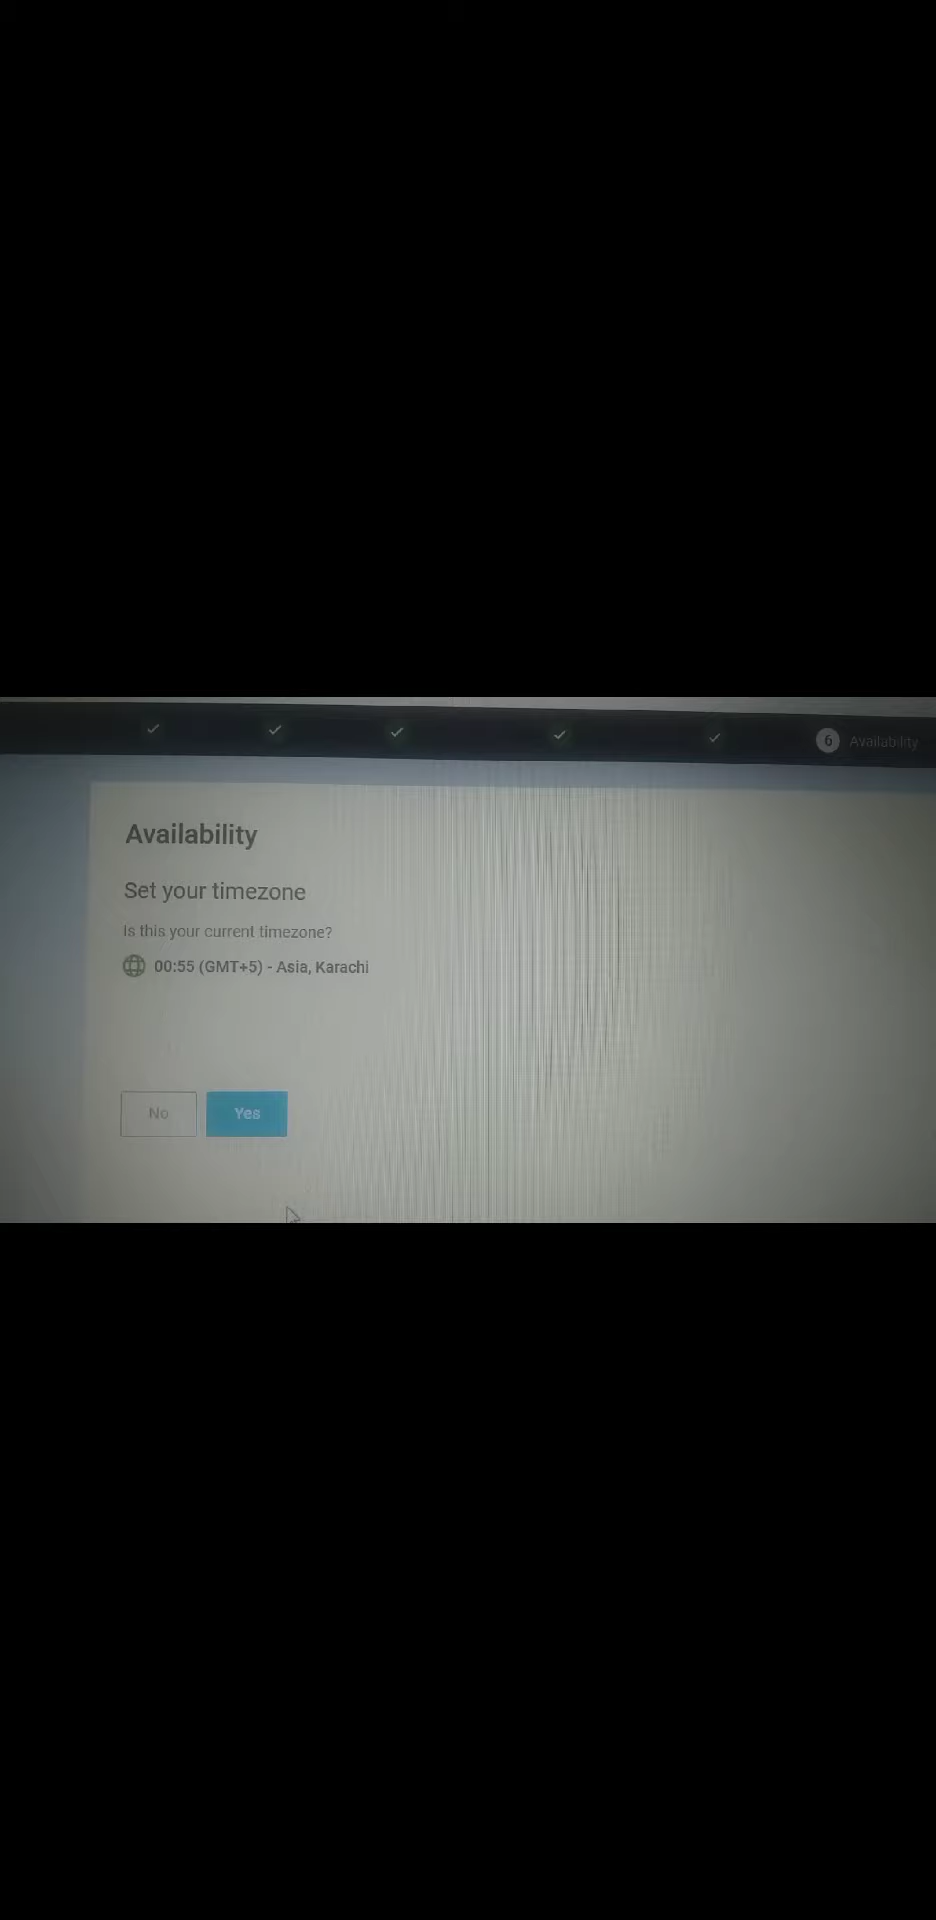 6 Availability
Availability
Set your timezone
Is this your current timezone?
00:55 (GMT+5) - Asia, Karachi
No Yes